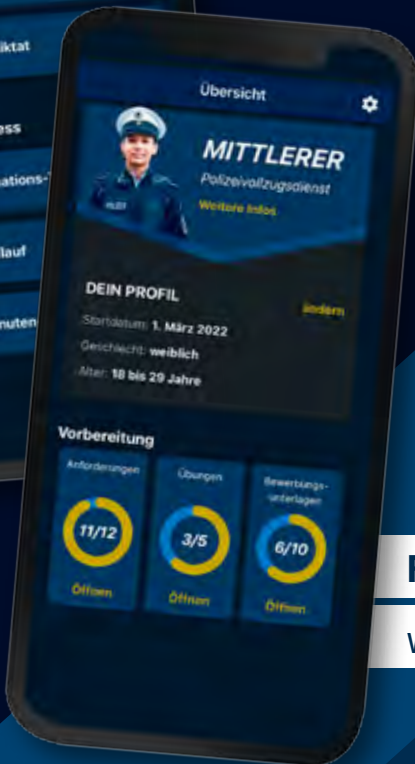 iktat
ess
ations-
lauf
nuten
Übersicht
MITTLERER
Polizeivollzugsdienst
Weitere Infos
DEIN PROFIL
ändern
Startdatum: 1. März 2022
Geschlecht: weiblich
Alter: 18 bis 29 Jahre
Vorbereitung
Anforderungen
11/12
Öffnen
Übungen
3/5
Öffnen
Bewerbungs-
unterlagen
6/10
Öffnen